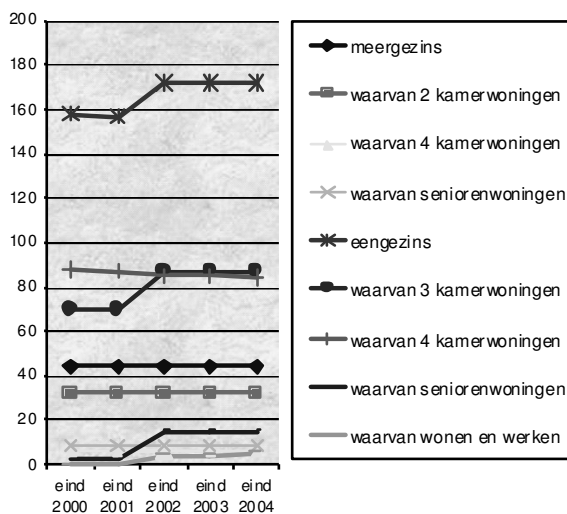 200
180
160
140
120
100
80
60
40
20
0
eind 2000
eind 2001
eind 2002
eind 2003
eind 2004
meergezins
waarvan 2 kamerwoningen
waarvan 4 kamerwoningen
waarvan seniorenwoningen
eengezins
waarvan 3 kamerwoningen
waarvan 4 kamerwoningen
waarvan seniorenwoningen
waarvan wonen en werken